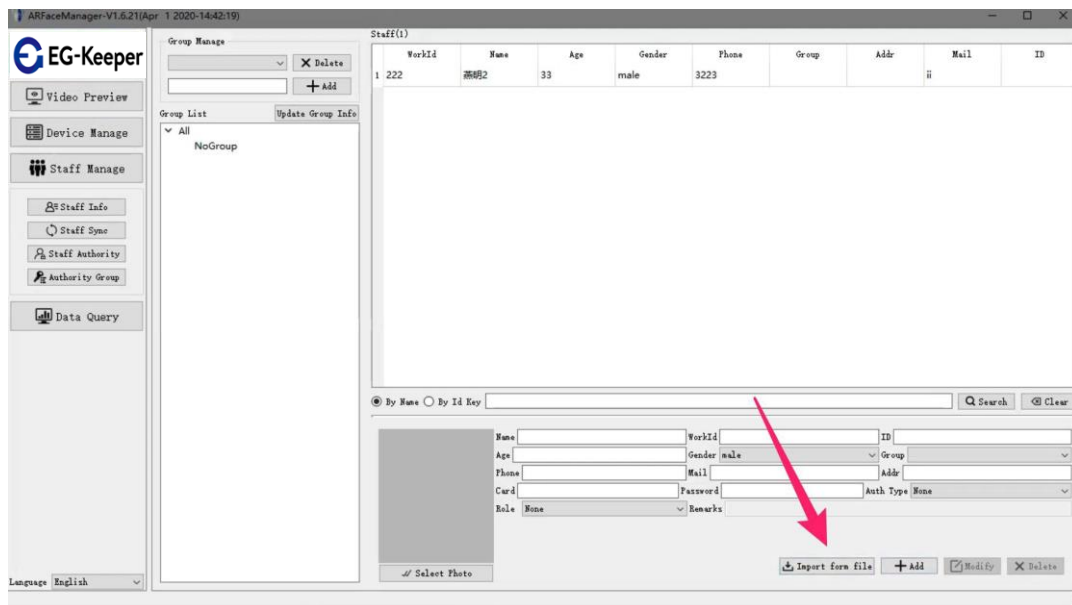 ARFaceManager-V1.6.21(Apr 1 2020-14:42:19)
EG-Keeper
Video Preview
Device Manage
Staff Manage
Staff Info
Staff Sync
Staff Authority
Authority Group
Data Query
Language English
Group Manage
Delete
Add
Group List Update Group Info
All
NoGroup
Staff(1)
WorkId Name Age Gender Phone Group Addr Mail ID
1 222 燕明2 33 male 3223 ii
By Name By Id Key Search Clear
Name WorkId ID
Age Gender male Group
Phone Mail Addr
Card Password Auth Type None
Role None Remarks
Select Photo
Import form file Add Modify Delete